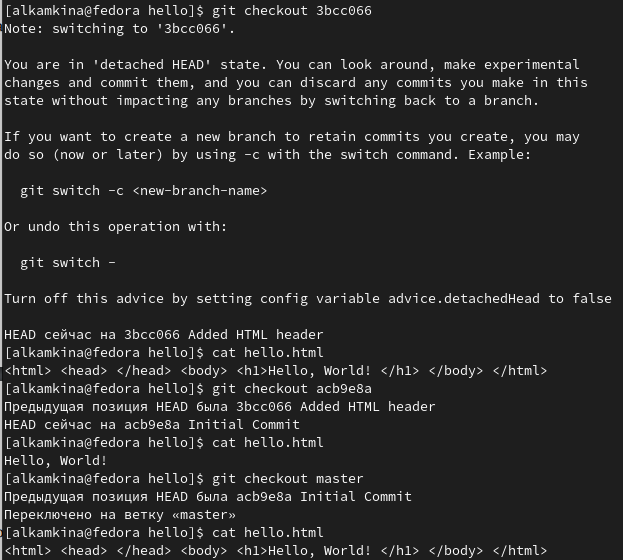 [alkamkina@fedora hello]$ git checkout 3bcc066
Note: switching to '3bcc066'.

You are in 'detached HEAD' state. You can look around, make experimental
changes and commit them, and you can discard any commits you make in this
state without impacting any branches by switching back to a branch.

If you want to create a new branch to retain commits you create, you may
do so (now or later) by using -c with the switch command. Example:

  git switch -c <new-branch-name>

Or undo this operation with:

  git switch -

Turn off this advice by setting config variable advice.detachedHead to false

HEAD сейчас на 3bcc066 Added HTML header
[alkamkina@fedora hello]$ cat hello.html
<html> <head> </head> <body> <h1>Hello, World! </h1> </body> </html>
[alkamkina@fedora hello]$ git checkout acb9e8a
Предыдущая позиция HEAD была 3bcc066 Added HTML header
HEAD сейчас на acb9e8a Initial Commit
[alkamkina@fedora hello]$ cat hello.html
Hello, World!
[alkamkina@fedora hello]$ git checkout master
Предыдущая позиция HEAD была acb9e8a Initial Commit
Переключено на ветку «master»
[alkamkina@fedora hello]$ cat hello.html
<html> <head> </head> <body> <h1>Hello, World! </h1> </body> </html>